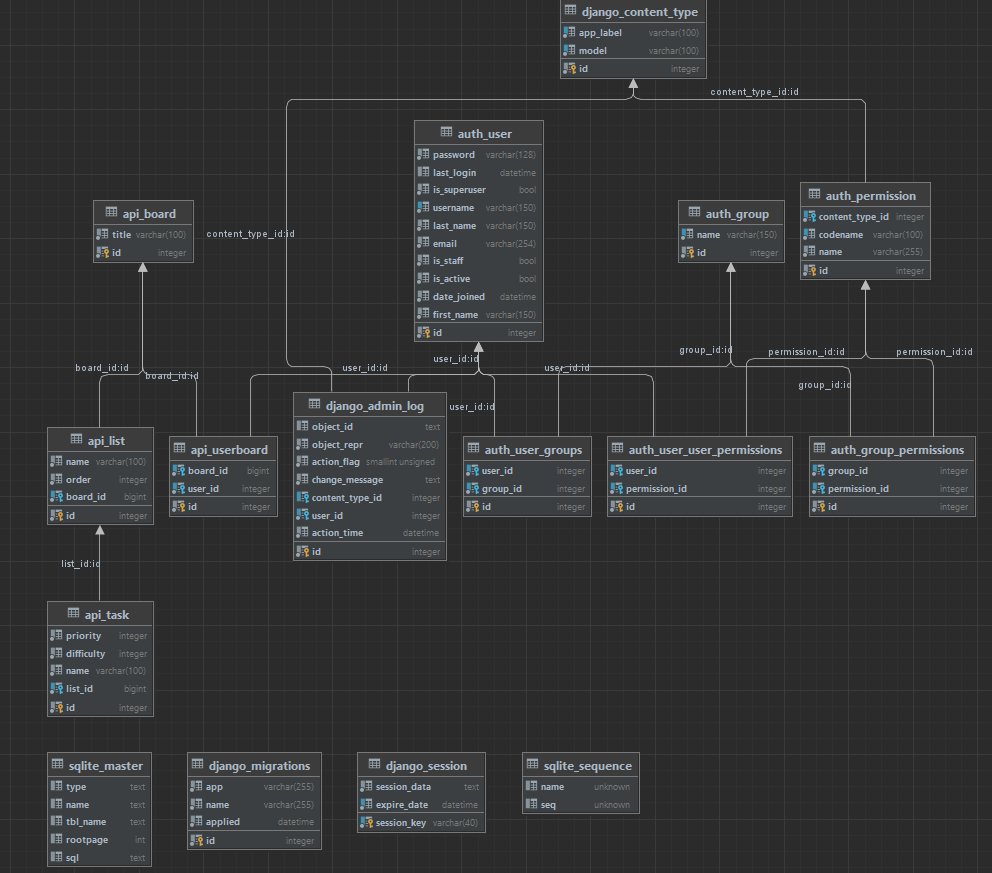 django_content_type
app_label varchar(100)
model varchar(100)
id integer
content_type_id:id
auth_user
password varchar(128)
last_login datetime
is_superuser bool
username varchar(150)
last_name varchar(150)
email varchar(254)
is_staff bool
is_active bool
date_joined datetime
first_name varchar(150)
id integer
api_board
title varchar(100)
id integer
content_type_id:id
auth_group
name varchar(150)
id integer
auth_permission
content_type_id integer
codename varchar(100)
name varchar(255)
id integer
board_id:id
board_id:id
user_id:id
user_id:id
user_id:id
user_id:id
group_id:id
permission_id:id
permission_id:id
group_id:id
api_list
name varchar(100)
order integer
board_id bigint
id integer
api_userboard
board_id bigint
user_id integer
id integer
django_admin_log
object_id text
object_repr varchar(200)
action_flag smallint unsigned
change_message text
content_type_id integer
user_id integer
action_time datetime
id integer
auth_user_groups
user_id integer
group_id integer
id integer
auth_user_user_permissions
user_id integer
permission_id integer
id integer
auth_group_permissions
group_id integer
permission_id integer
id integer
list_id:id
api_task
priority integer
difficulty integer
name varchar(100)
list_id bigint
id integer
sqlite_master
type text
name text
tbl_name text
rootpage int
sql text
django_migrations
app varchar(255)
name varchar(255)
applied datetime
id integer
django_session
session_data text
expire_date datetime
session_key varchar(40)
sqlite_sequence
name unknown
seq unknown